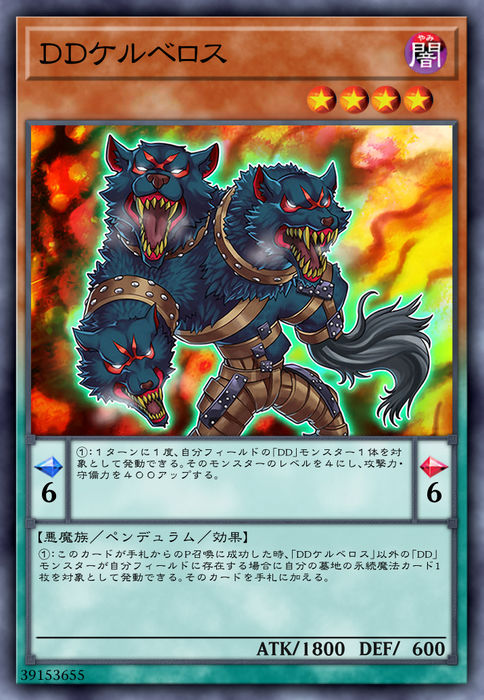 DDケルベロス
やみ
闇
①：１ターンに１度、自分フィールドの「DD」モンスター１体を対
象として発動できる。そのモンスターのレベルを４にし、攻撃力・
守備力を４００アップする。
6
6
【悪魔族／ペンデュラム／効果】
①：このカードが手札からのP召喚に成功した時、「DDケルベロス」以外の「DD」
モンスターが自分フィールドに存在する場合に自分の墓地の永続魔法カード1
枚を対象として発動できる。そのカードを手札に加える。
ATK/1800 DEF/ 600
39153655